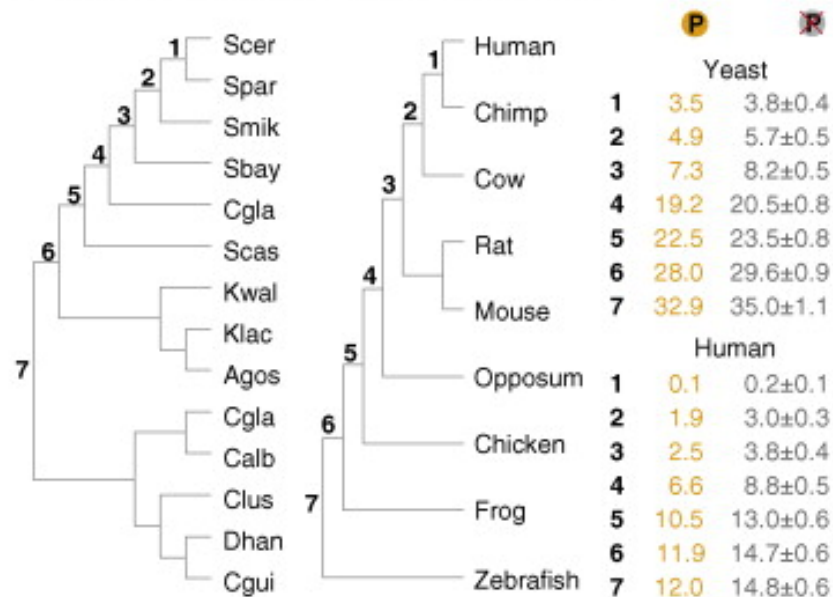 P P
Yeast
1 3.5 3.8±0.4
2 4.9 5.7±0.5
3 7.3 8.2±0.5
4 19.2 20.5±0.8
5 22.5 23.5±0.8
6 28.0 29.6±0.9
7 32.9 35.0±1.1
Human
1 0.1 0.2±0.1
2 1.9 3.0±0.3
3 2.5 3.8±0.4
4 6.6 8.8±0.5
5 10.5 13.0±0.6
6 11.9 14.7±0.6
7 12.0 14.8±0.6
1
2
3
4
5
6
7
Scer
Spar
Smik
Sbay
Cgla
Scas
Kwal
Klac
Agos
Cgla
Calb
Clus
Dhan
Cgui
1
2
3
4
5
6
7
Human
Chimp
Cow
Rat
Mouse
Opposum
Chicken
Frog
Zebrafish